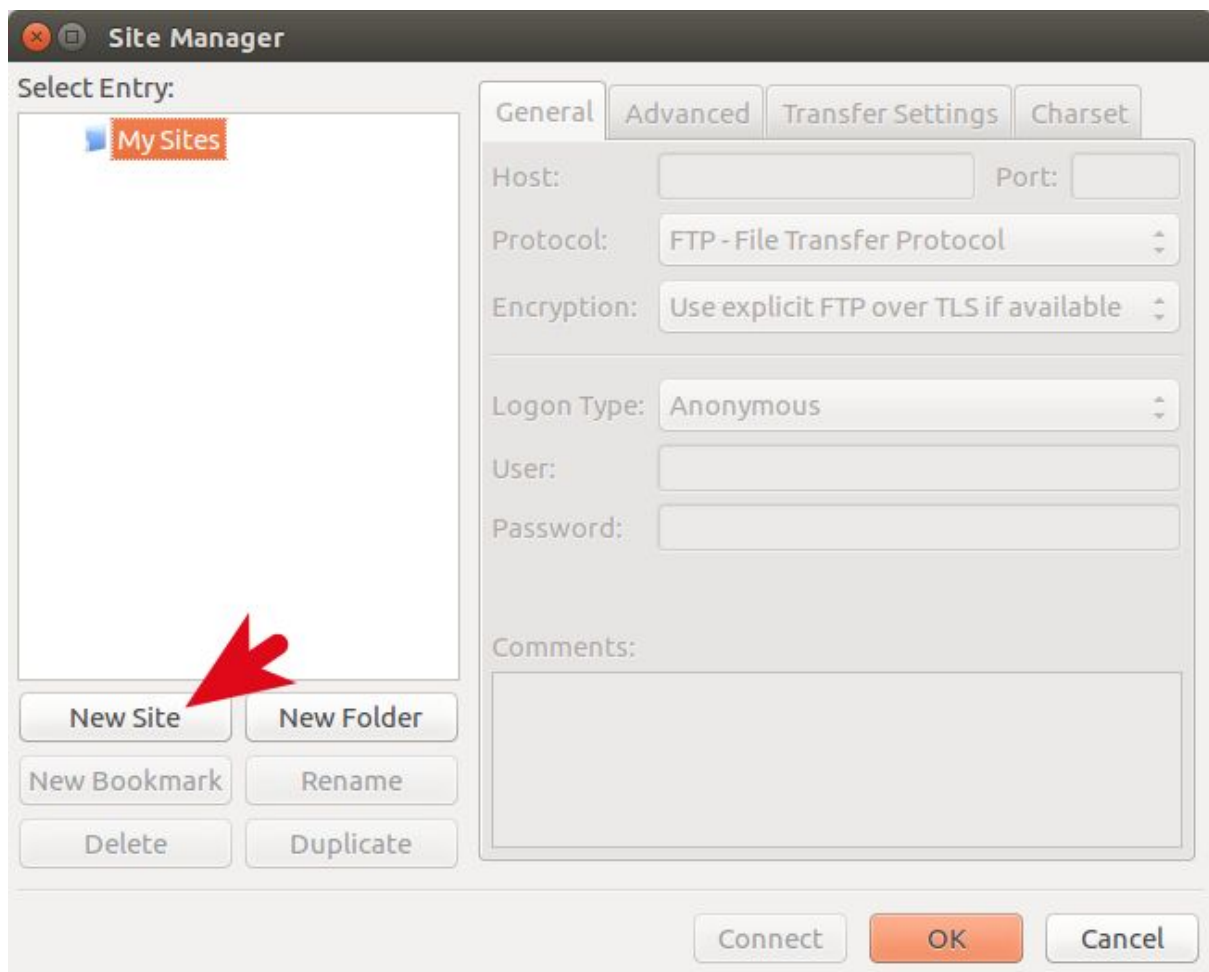 Site Manager
Select Entry:
My Sites
General
Advanced
Transfer Settings
Charset
Host:
Port:
Protocol:
FTP - File Transfer Protocol
Encryption:
Use explicit FTP over TLS if available
Logon Type:
Anonymous
User:
Password:
Comments:
New Site
New Folder
New Bookmark
Rename
Delete
Duplicate
Connect
OK
Cancel